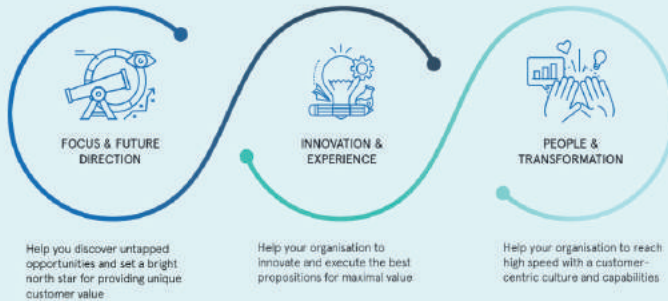 FOCUS & FUTURE
DIRECTION
INNOVATION &
EXPERIENCE
PEOPLE &
TRANSFORMATION
Help you discover untapped
opportunities and set a bright
north star for providing unique
customer value
Help your organisation to
innovate and execute the best
propositions for maximal value
Help your organisation to reach
high speed with a customer-
centric culture and capabilities